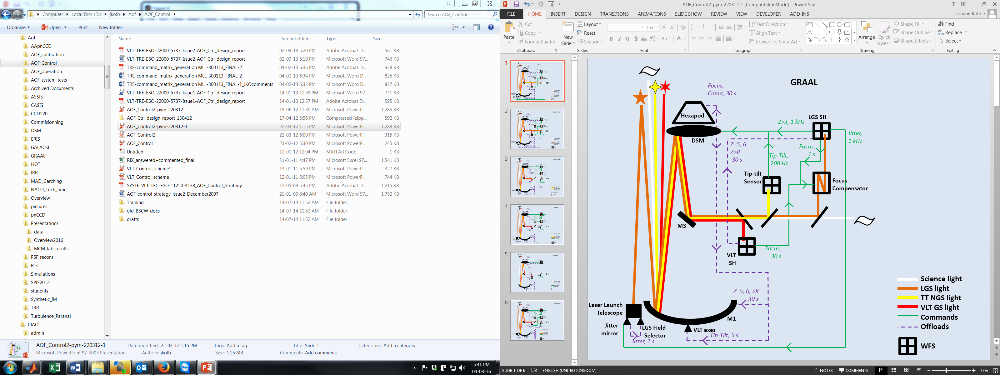 Computer
Local Disk (D:)
jkolb
Aof
AOF_Control
Search AOF_Control
Organize
Open
Print
New folder
Aof
AApnCCD
AOF_calibration
AOF_Control
AOF_operation
AOF_system_tests
Archived Documents
ASSIST
CASIS
CCD220
Commisionning
DSM
ERIS
GALACSI
GRAAL
HOT
IRR
MAD_Garching
NACO_Tech_time
Overview
pictures
pnCCD
Presentations
data
Overview2016
MCM_lab_results
PSF_recons
RTC
Simulations
SPIE2012
students
Synthetic_IM
TRR
Turbulence_Paranal
CIAO
admin
Name Date modified Type Size
VLT-TRE-ESO-22000-5737-Issue2-AOF_Ctrl_design_report 02-09-13 5:20 PM Adobe Acrobat D... 561 KB
VLT-TRE-ESO-22000-5737-Issue2-AOF_Ctrl_design_report 02-09-13 5:19 PM Microsoft Word 97... 746 KB
TRE-command_matrix_generation MLL-300113_FINAL-2 04-02-13 6:36 PM Adobe Acrobat D... 938 KB
TRE-command_matrix_generation MLL-300113_FINAL-2 04-02-13 6:34 PM Microsoft Word D... 825 KB
TRE-command_matrix_generation MLL-300113_FINAL-1_JKOcomments 04-02-13 6:33 PM Microsoft Word D... 827 KB
VLT-TRE-ESO-22000-5737-Issue1-AOF_Ctrl_design_report 14-01-13 12:59 PM Microsoft Word 97... 731 KB
VLT-TRE-ESO-22000-5737-Issue1-AOF_Ctrl_design_report 14-01-13 12:57 PM Adobe Acrobat D... 595 KB
AOF_Control2-pym-220312 19-06-12 11:30 AM Microsoft PowerP... 1,285 KB
AOF_Ctrl_design_report_130412 17-04-12 5:56 PM Compressed (zipp... 592 KB
AOF_Control2-pym-220312-1 22-03-12 1:15 PM Microsoft PowerP... 1,288 KB
AOF_Control2 21-03-12 6:00 PM Microsoft PowerP... 315 KB
AOF_Control 23-02-12 5:30 PM Microsoft PowerP... 245 KB
Untitled 12-01-12 12:04 PM MATLAB Code 1 KB
RIX_answered+commented_final 31-01-11 4:47 PM Microsoft Excel 97... 1,541 KB
VLT_Control_scheme2 13-01-11 5:59 PM Microsoft PowerP... 327 KB
VLT_Control_scheme 12-01-11 5:05 PM Microsoft PowerP... 744 KB
SYS16-VLT-TEC-ESO-11250-4138_AOF_Control_Strategy 13-05-09 5:45 PM Adobe Acrobat D... 1,215 KB
AOF_control_strategy_issue2_December2007 21-01-09 8:40 AM Microsoft Word 97... 1,782 KB
Training1 14-07-14 11:52 AM File folder
old_BSCW_docs 14-07-14 11:52 AM File folder
drafts 14-07-14 11:52 AM File folder
AOF_Control2-pym-220312-1 Date modified: 22-03-12 1:15 PM Tags: Add a tag Title: Slide 1 Categories: Add a category
Microsoft PowerPoint 97-2003 Presentation Authors: jkolb Size: 1.25 MB Comments: Add comments
5:41 PM
04-03-16
AOF_Control2-pym-220312-1 [Compatibility Mode] - PowerPoint
FILE HOME INSERT DESIGN TRANSITIONS ANIMATIONS SLIDE SHOW REVIEW VIEW DEVELOPER ADD-INS Johann Kolb
Paste
Cut
Copy
Format Painter
Clipboard
New
Slide
Layout
Reset
Section
Slides
16+
B I U S abc AV Aa A
Font
Text Direction
Align Text
Convert to SmartArt
Paragraph
Arrange
Quick
Styles
Shape Fill
Shape Outline
Shape Effects
Drawing
Find
Replace
Select
Editing
1
2
3
4
5
6
GRAAL
Focus,
Coma, 30 s
Hexapod
DSM
LGS SH
Z>3, 1 kHz
Jitter,
1 kHz
Z=5, 6
Z>8
30 s
Focus,
1 s
Tip-Tilt,
200 Hz
Tip-tilt
Sensor
Focus
Compensator
M3
VLT
SH
Focus,
30 s
Z=5, 6, >8
30 s
Laser Launch
Telescope
M1
Jitter
mirror
LGS Field
Selector
VLT axes
Tip-Tilt, 5 s
Jitter, 1 s
Science light
LGS light
TT NGS light
VLT GS light
Commands
Offloads
WFS
SLIDE 1 OF 6 ENGLISH (UNITED KINGDOM) NOTES COMMENTS 77%